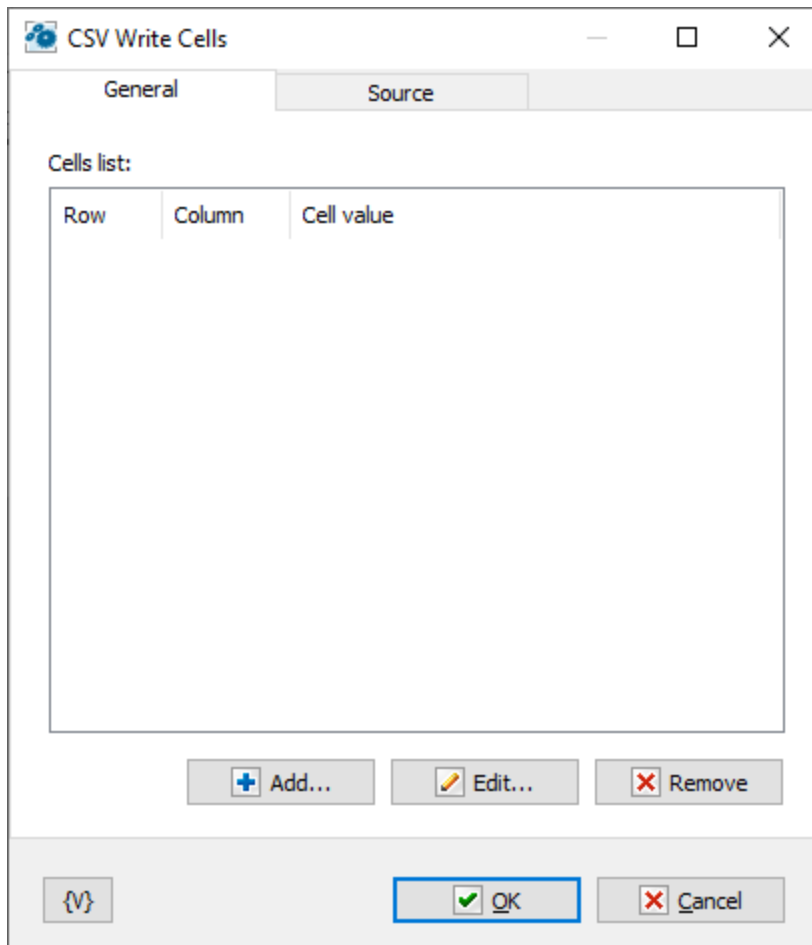 CSV Write Cells
General Source
Cells list:
Row Column Cell value
Add... Edit... Remove
{V} OK Cancel